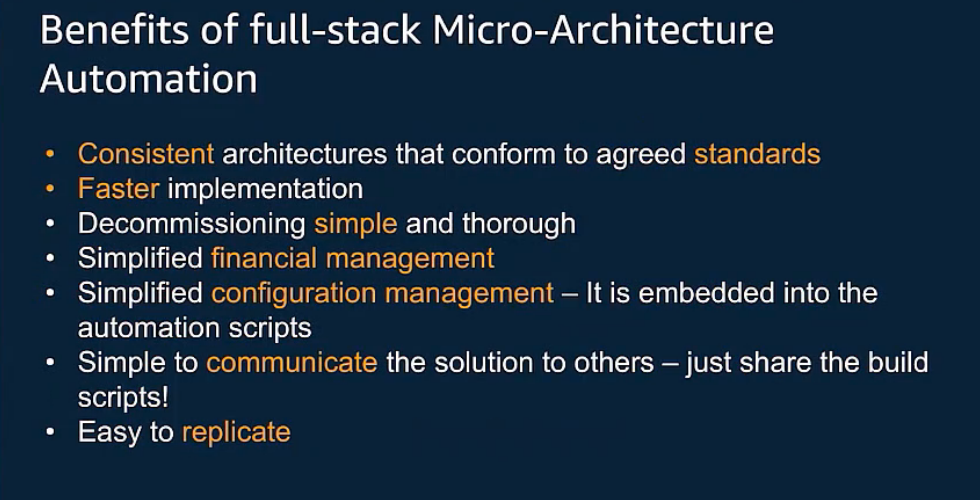 Benefits of full-stack Micro-Architecture
Automation
• Consistent architectures that conform to agreed standards
• Faster implementation
• Decommissioning simple and thorough
• Simplified financial management
• Simplified configuration management – It is embedded into the
automation scripts
• Simple to communicate the solution to others – just share the build
scripts!
• Easy to replicate